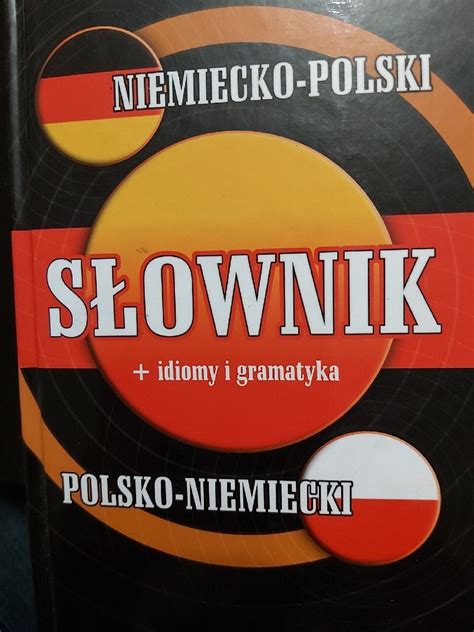 NIEMIECKO-POLSKI
SŁOWNIK
+ idiomy i gramatyka
POLSKO-NIEMIECKI